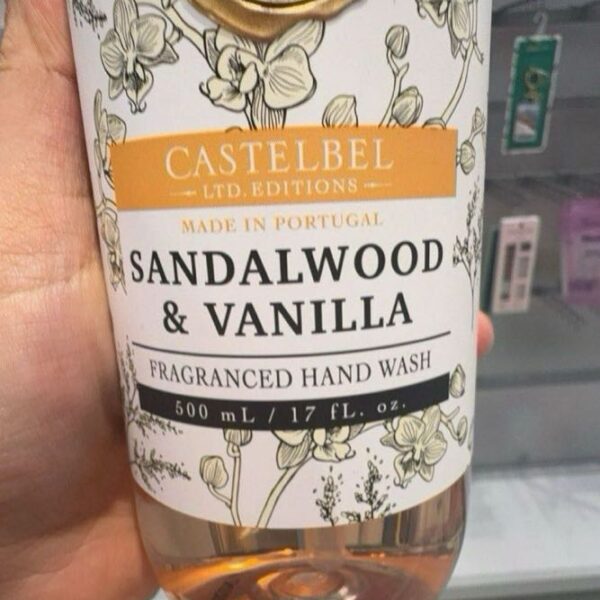 CASTELBEL
LTD. EDITIONS
MADE IN PORTUGAL
SANDALWOOD
& VANILLA
FRAGRANCED HAND WASH
500 mL / 17 fL. oz.